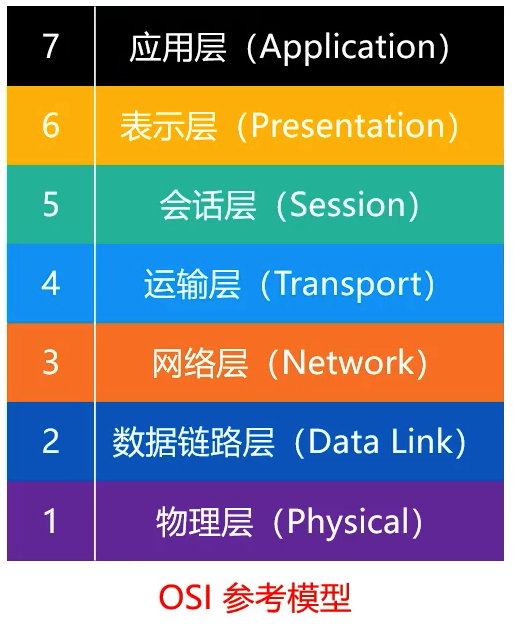 7 应用层（Application）
6 表示层（Presentation）
5 会话层（Session）
4 运输层（Transport）
3 网络层（Network）
2 数据链路层（Data Link）
1 物理层（Physical）
OSI 参考模型